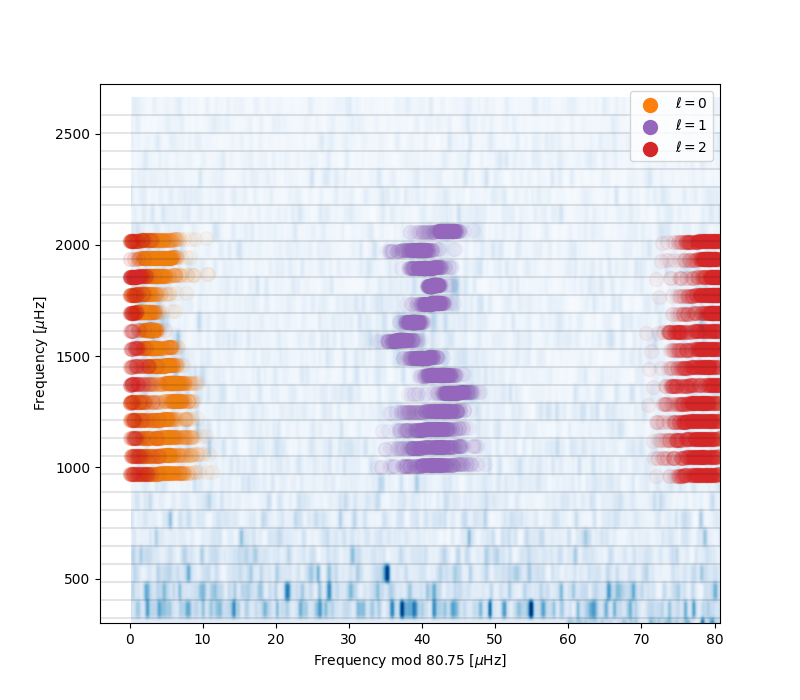 ℓ = 0
ℓ = 1
ℓ = 2
2500
2000
1500
1000
500
Frequency [μHz]
0 10 20 30 40 50 60 70 80
Frequency mod 80.75 [μHz]